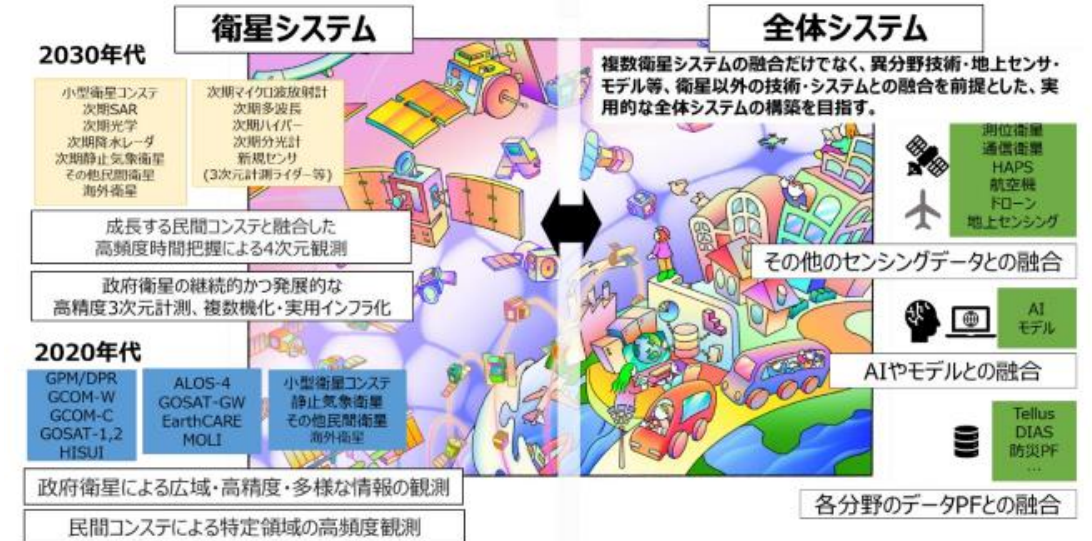 衛星システム
2030年代
小型衛星コンステ
次期SAR
次期光学
次期降水レーダ
次期静止気象衛星
その他民間衛星
海外衛星
次期マイクロ波放射計
次期多波長
次期ハイパー
次期分光計
新規センサ
(3次元計測ライダー等)
成長する民間コンステと融合した
高頻度時間把握による4次元観測
政府衛星の継続的かつ発展的な
高精度3次元計測、複数機化・実用インフラ化
2020年代
GPM/DPR
GCOM-W
GCOM-C
GOSAT-1,2
HISUI
ALOS-4
GOSAT-GW
EarthCARE
MOLI
小型衛星コンステ
静止気象衛星
その他民間衛星
海外衛星
政府衛星による広域・高精度・多様な情報の観測
民間コンステによる特定領域の高頻度観測
全体システム
複数衛星システムの融合だけでなく、異分野技術・地上センサ・
モデル等、衛星以外の技術・システムとの融合を前提とした、実
用的な全体システムの構築を目指す。
測位衛星
通信衛星
HAPS
航空機
ドローン
地上センシング
その他のセンシングデータとの融合
AI
モデル
AIやモデルとの融合
Tellus
DIAS
防災PF
…
各分野のデータPFとの融合